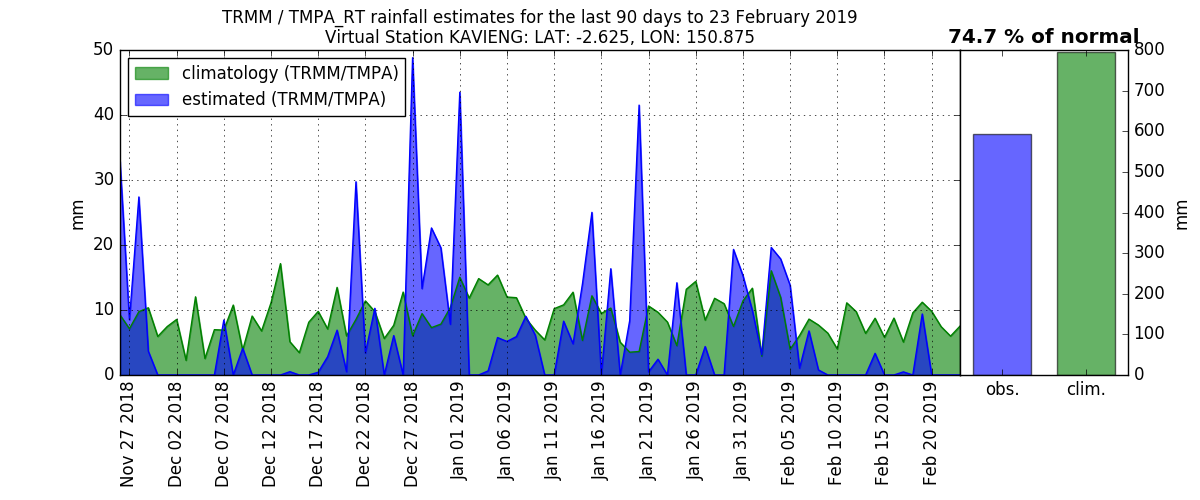 TRMM / TMPA_RT rainfall estimates for the last 90 days to 23 February 2019
Virtual Station KAVIENG: LAT: -2.625, LON: 150.875
74.7 % of normal
climatology (TRMM/TMPA)
estimated (TRMM/TMPA)
mm
50
40
30
20
10
0
Nov 27 2018
Dec 02 2018
Dec 07 2018
Dec 12 2018
Dec 17 2018
Dec 22 2018
Dec 27 2018
Jan 01 2019
Jan 06 2019
Jan 11 2019
Jan 16 2019
Jan 21 2019
Jan 26 2019
Jan 31 2019
Feb 05 2019
Feb 10 2019
Feb 15 2019
Feb 20 2019
obs.
clim.
800
700
600
500
400
300
200
100
0
mm